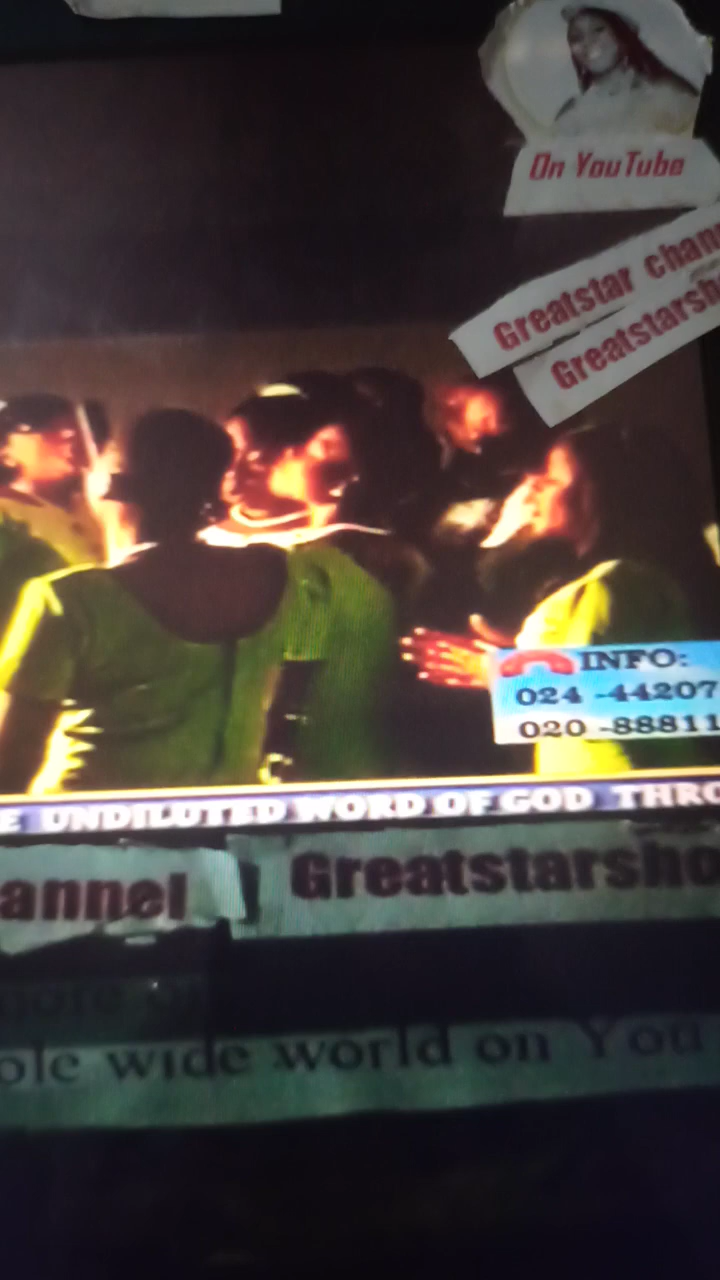 On YouTube
Greatstar chann
Greatstarsh
INFO:
024 -44207
020 -88811
E UNDILUTED WORD OF GOD THRO
annel
Greatstarsho
ole wide world on You